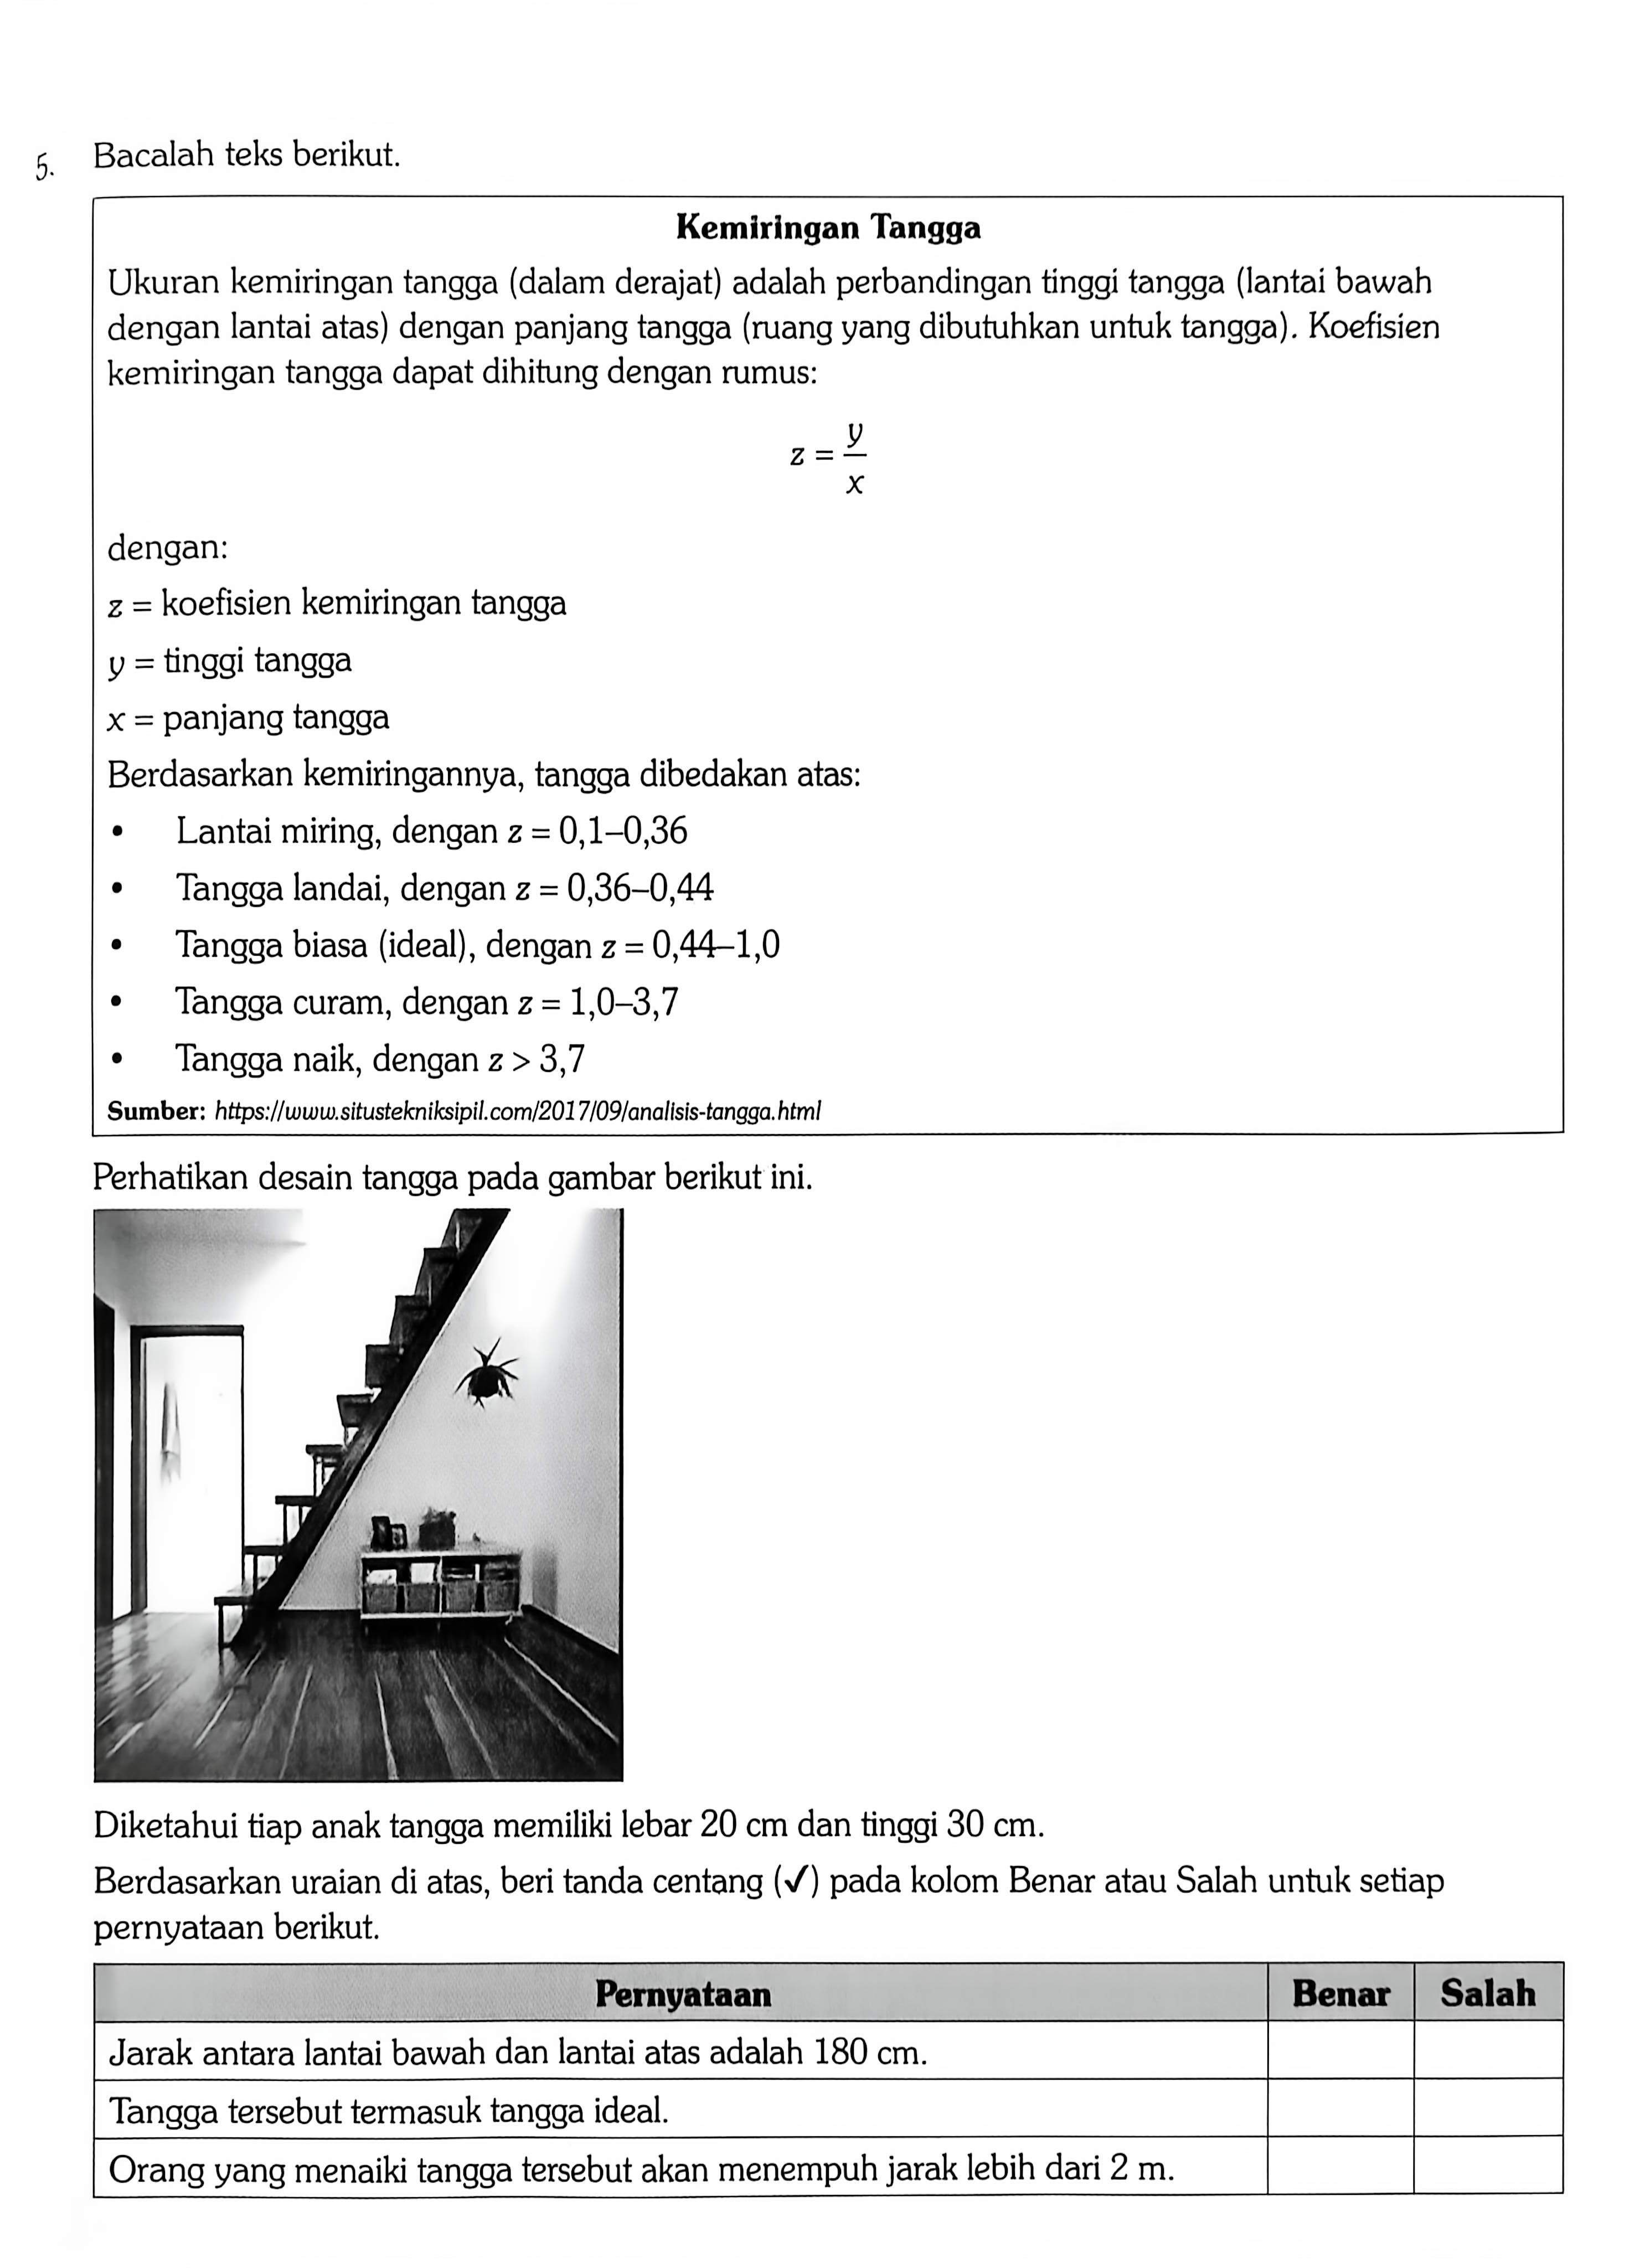 5. Bacalah teks berikut.
Kemiringan Tangga
Ukuran kemiringan tangga (dalam derajat) adalah perbandingan tinggi tangga (lantai bawah
dengan lantai atas) dengan panjang tangga (ruang yang dibutuhkan untuk tangga). Koefisien
kemiringan tangga dapat dihitung dengan rumus:
z = y/x
dengan:
z = koefisien kemiringan tangga
y = tinggi tangga
x = panjang tangga
Berdasarkan kemiringannya, tangga dibedakan atas:
• Lantai miring, dengan z = 0,1–0,36
• Tangga landai, dengan z = 0,36–0,44
• Tangga biasa (ideal), dengan z = 0,44–1,0
• Tangga curam, dengan z = 1,0–3,7
• Tangga naik, dengan z > 3,7
Sumber: https://www.situstekniksipil.com/2017/09/analisis-tangga.html
Perhatikan desain tangga pada gambar berikut ini.
Diketahui tiap anak tangga memiliki lebar 20 cm dan tinggi 30 cm.
Berdasarkan uraian di atas, beri tanda centang (✓) pada kolom Benar atau Salah untuk setiap
pernyataan berikut.
Pernyataan Benar Salah
Jarak antara lantai bawah dan lantai atas adalah 180 cm.
Tangga tersebut termasuk tangga ideal.
Orang yang menaiki tangga tersebut akan menempuh jarak lebih dari 2 m.